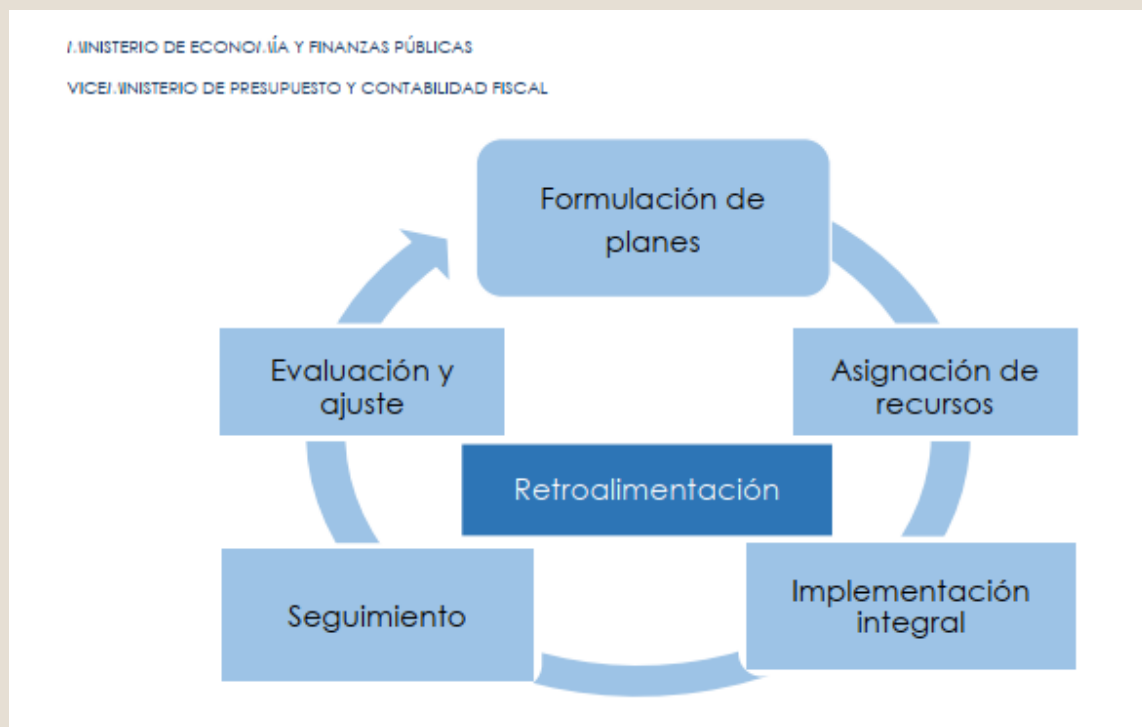 MINISTERIO DE ECONOMÍA Y FINANZAS PÚBLICAS
VICEMINISTERIO DE PRESUPUESTO Y CONTABILIDAD FISCAL
Formulación de
planes
Asignación de
recursos
Implementación
integral
Seguimiento
Evaluación y
ajuste
Retroalimentación